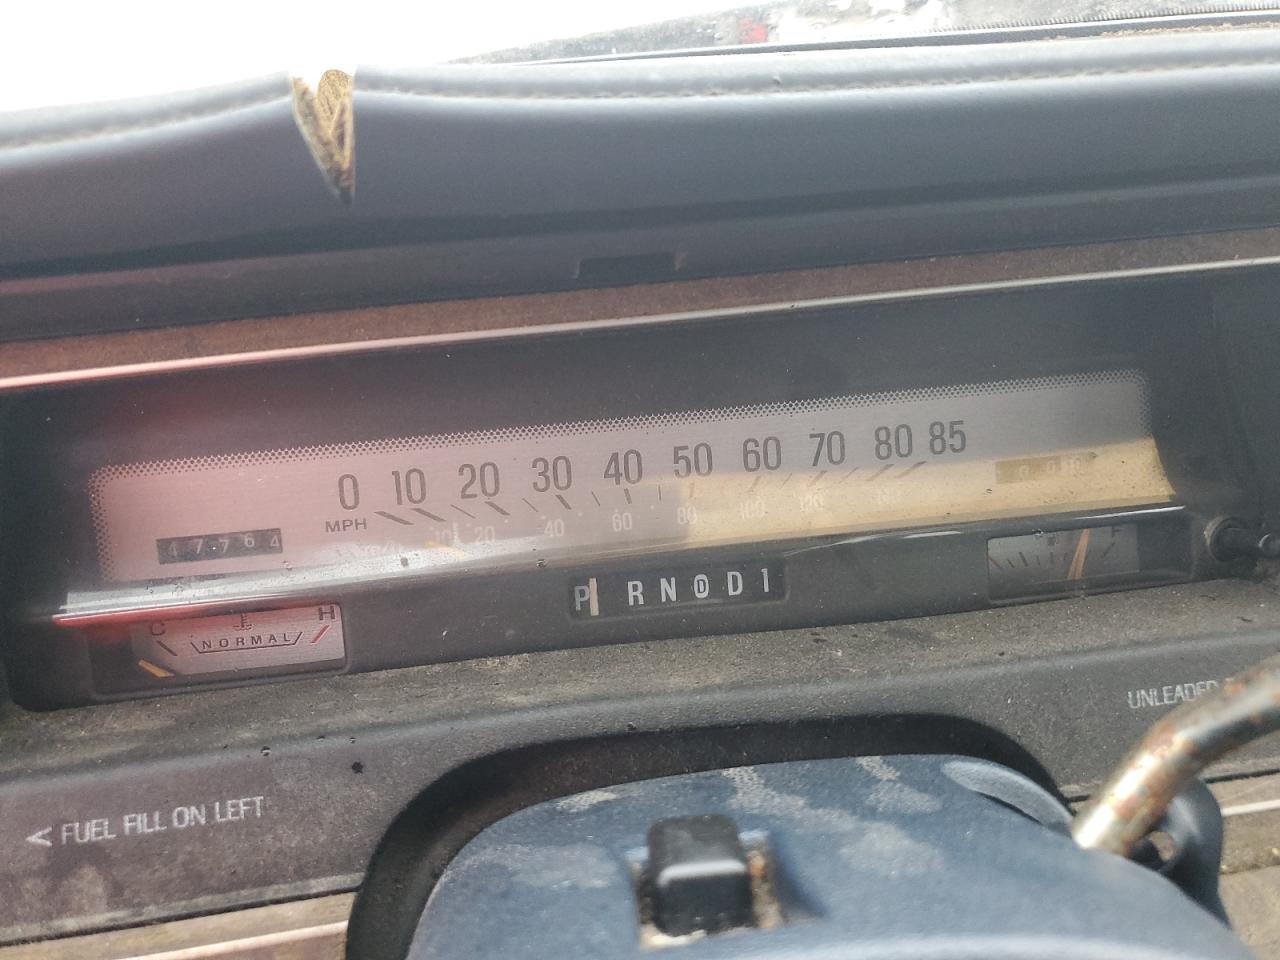 0 10 20 30 40 50 60 70 80 85
MPH
20 40 60 80 100 120
47764
P R N D D 1
C H
NORMAL
F
UNLEADED
< FUEL FILL ON LEFT